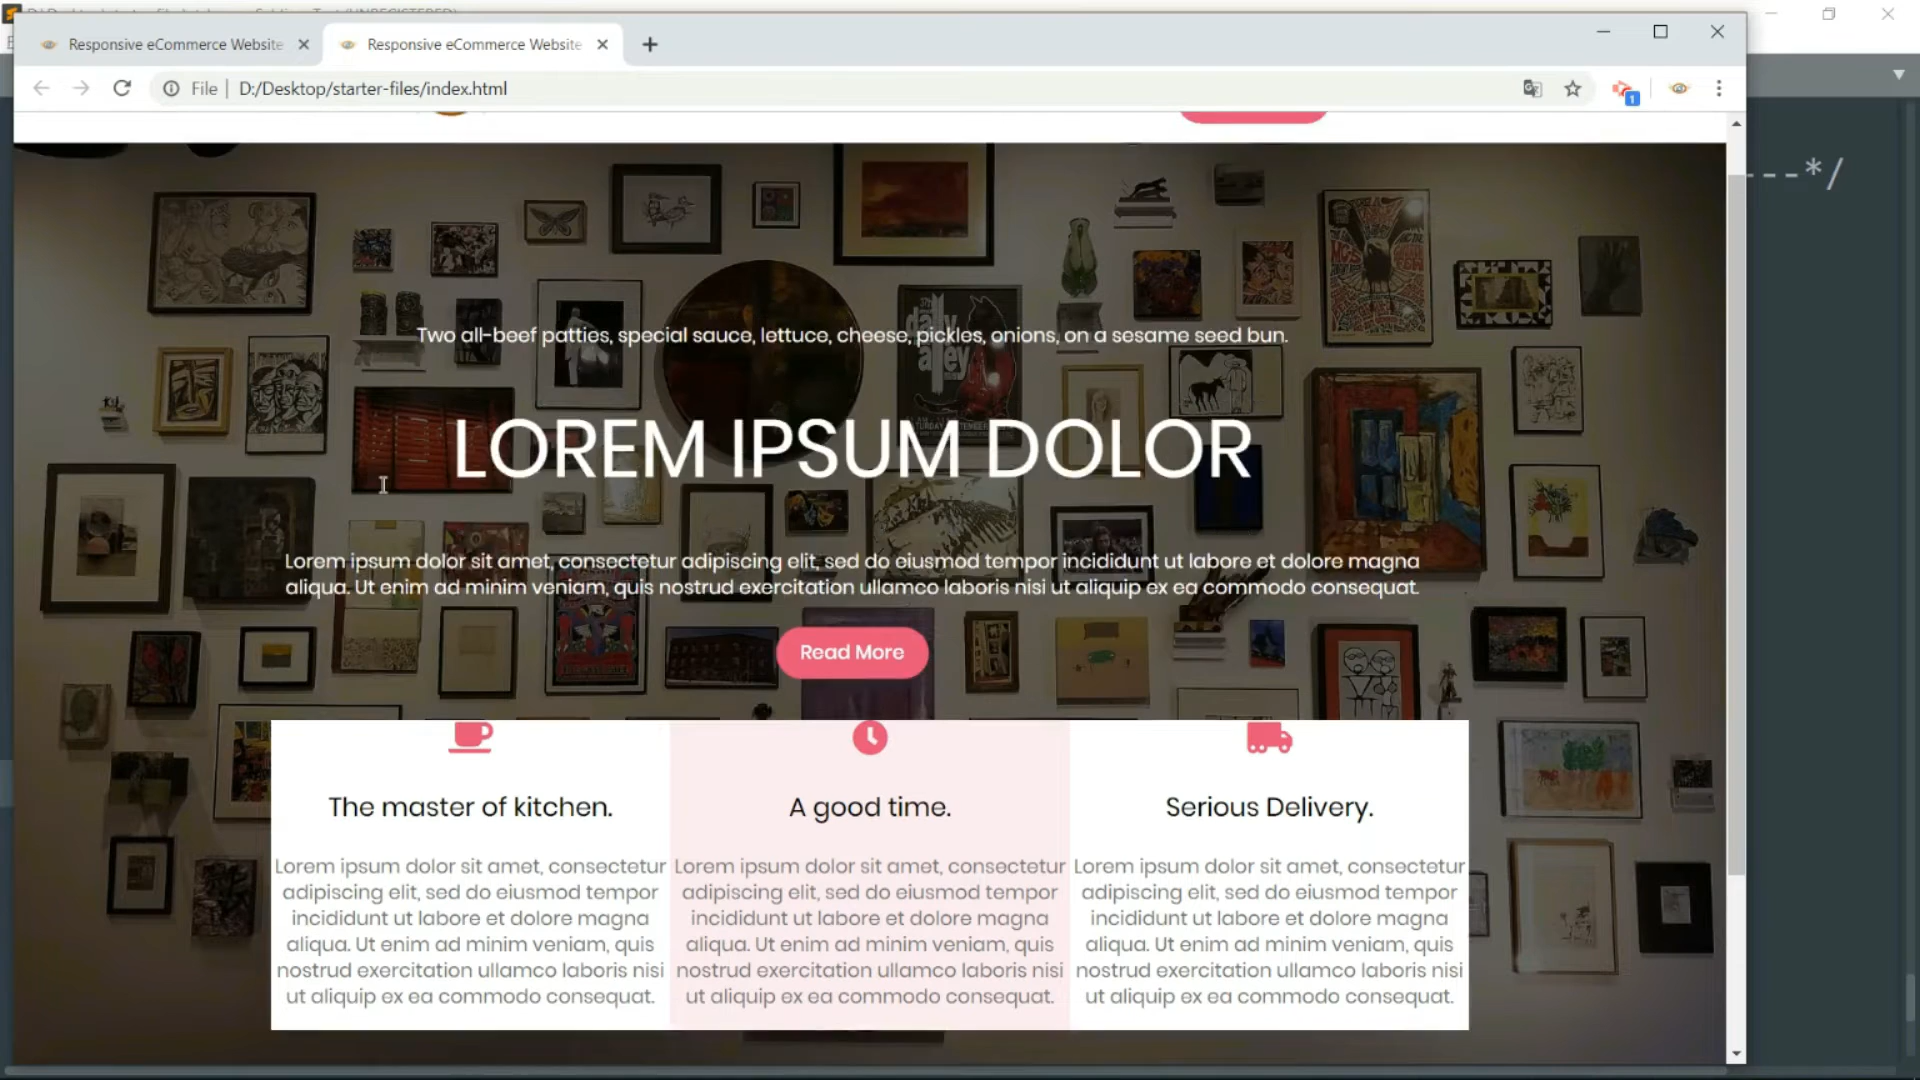 Responsive eCommerce Website
Responsive eCommerce Website
File | D:/Desktop/starter-files/index.html
1
---*/
Two all-beef patties, special sauce, lettuce, cheese, pickles, onions, on a sesame seed bun.
LOREM IPSUM DOLOR
Lorem ipsum dolor sit amet, consectetur adipiscing elit, sed do eiusmod tempor incididunt ut labore et dolore magna
aliqua. Ut enim ad minim veniam, quis nostrud exercitation ullamco laboris nisi ut aliquip ex ea commodo consequat.
Read More
The master of kitchen.
Lorem ipsum dolor sit amet, consectetur
adipiscing elit, sed do eiusmod tempor
incididunt ut labore et dolore magna
aliqua. Ut enim ad minim veniam, quis
nostrud exercitation ullamco laboris nisi
ut aliquip ex ea commodo consequat.
A good time.
Lorem ipsum dolor sit amet, consectetur
adipiscing elit, sed do eiusmod tempor
incididunt ut labore et dolore magna
aliqua. Ut enim ad minim veniam, quis
nostrud exercitation ullamco laboris nisi
ut aliquip ex ea commodo consequat.
Serious Delivery.
Lorem ipsum dolor sit amet, consectetur
adipiscing elit, sed do eiusmod tempor
incididunt ut labore et dolore magna
aliqua. Ut enim ad minim veniam, quis
nostrud exercitation ullamco laboris nisi
ut aliquip ex ea commodo consequat.